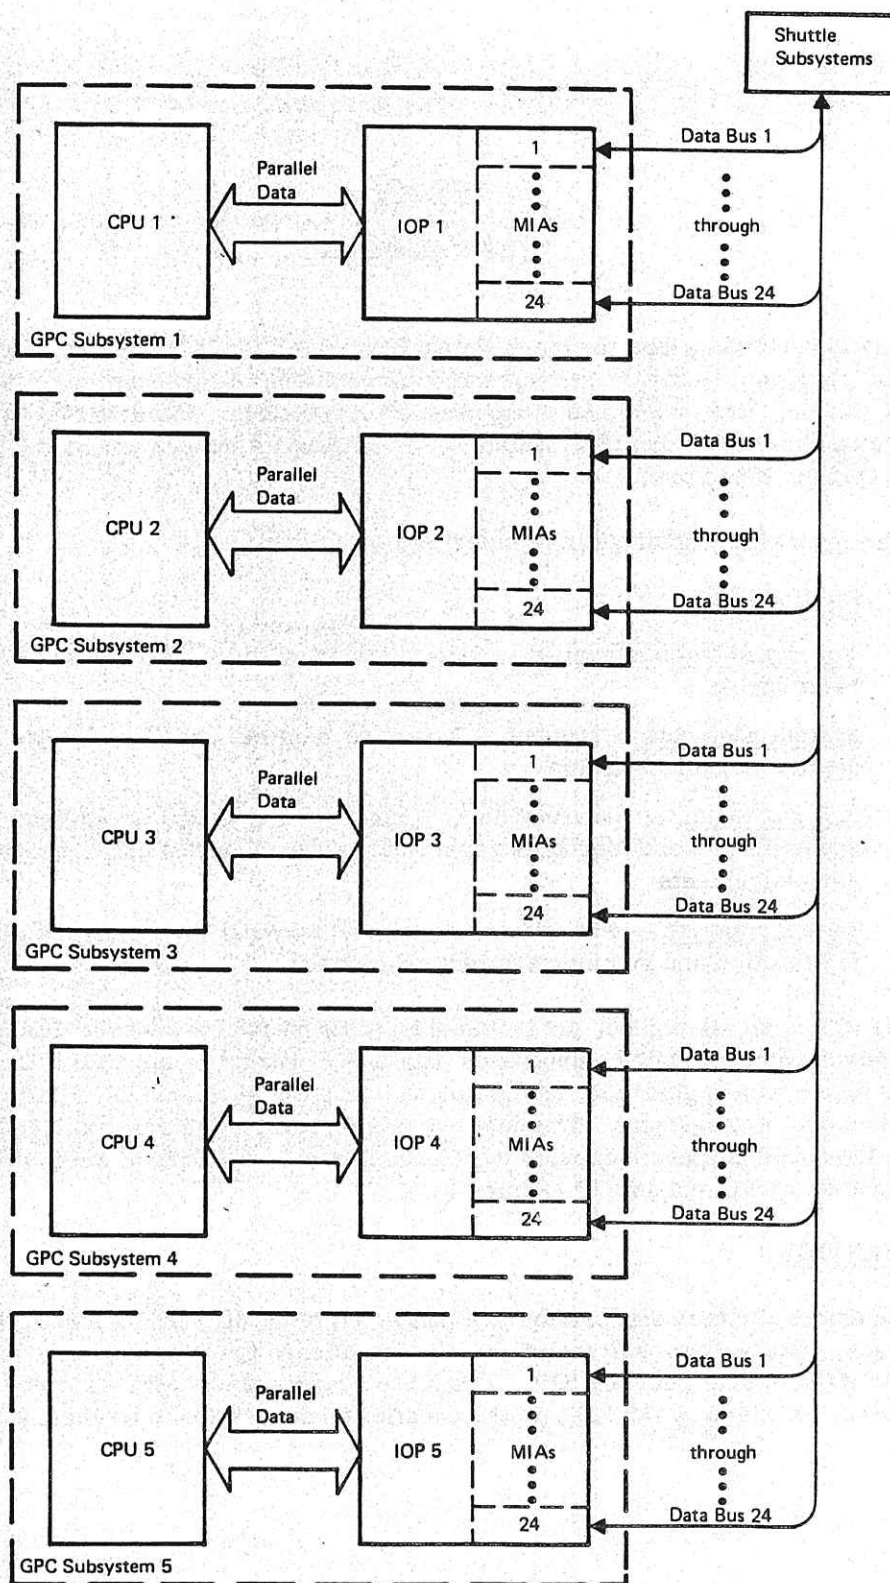 Shuttle
Subsystems
CPU 1
Parallel
Data
IOP 1
1
MIAs
24
Data Bus 1
through
Data Bus 24
GPC Subsystem 1
CPU 2
Parallel
Data
IOP 2
1
MIAs
24
Data Bus 1
through
Data Bus 24
GPC Subsystem 2
CPU 3
Parallel
Data
IOP 3
1
MIAs
24
Data Bus 1
through
Data Bus 24
GPC Subsystem 3
CPU 4
Parallel
Data
IOP 4
1
MIAs
24
Data Bus 1
through
Data Bus 24
GPC Subsystem 4
CPU 5
Parallel
Data
IOP 5
1
MIAs
24
Data Bus 1
through
Data Bus 24
GPC Subsystem 5